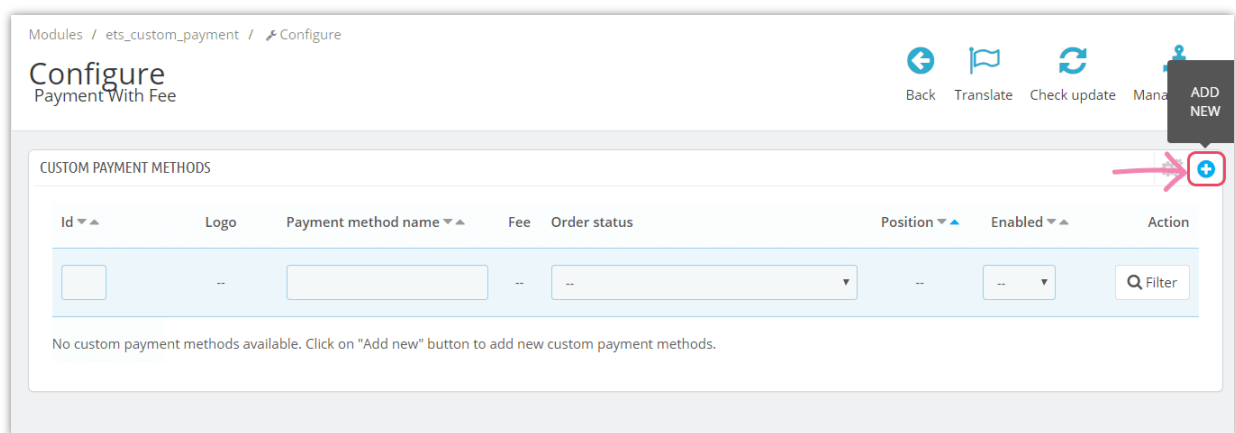 Modules / ets_custom_payment / Configure
Configure
Payment With Fee
Back Translate Check update Mana
ADD
NEW
CUSTOM PAYMENT METHODS
Id Logo Payment method name Fee Order status Position Enabled Action
-- -- -- -- -- Filter
No custom payment methods available. Click on "Add new" button to add new custom payment methods.